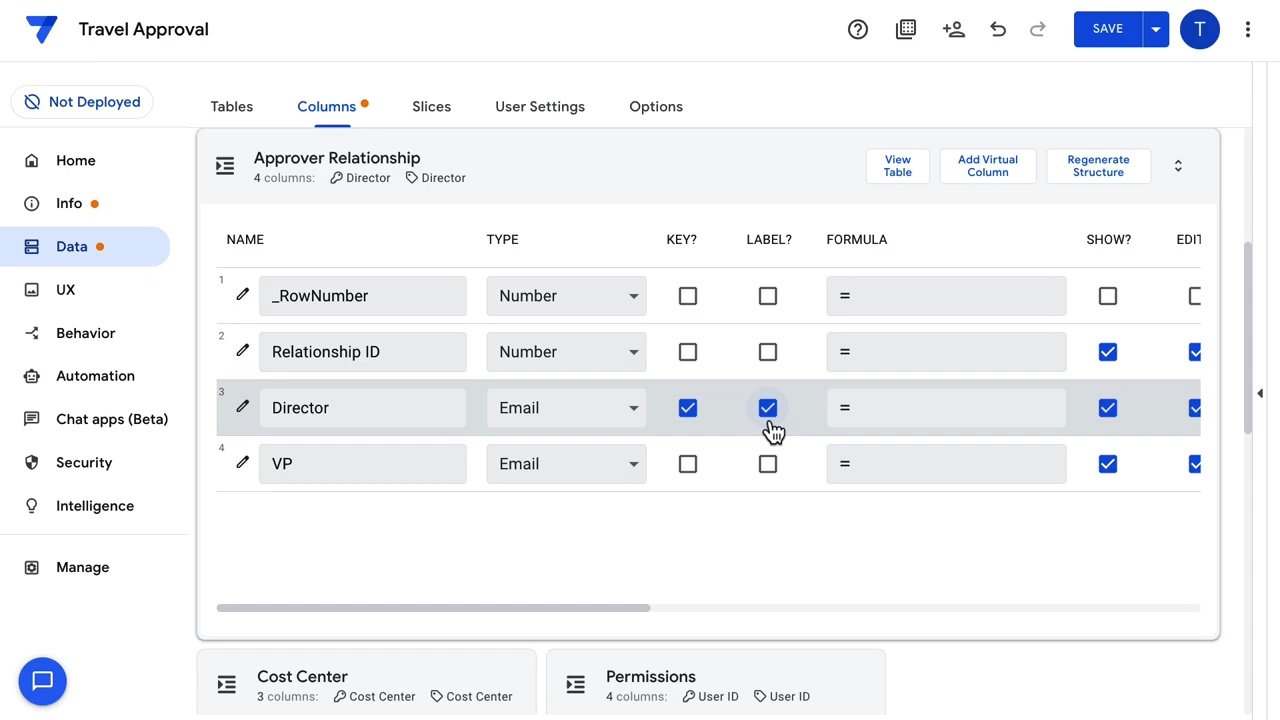 Travel Approval
SAVE
T
Not Deployed
Tables
Columns
Slices
User Settings
Options
Home
Info
Data
UX
Behavior
Automation
Chat apps (Beta)
Security
Intelligence
Manage
Approver Relationship
4 columns: Director Director
View Table
Add Virtual Column
Regenerate Structure
NAME TYPE KEY? LABEL? FORMULA SHOW? EDIT
1 _RowNumber Number =
2 Relationship ID Number =
3 Director Email =
4 VP Email =
Cost Center
3 columns: Cost Center Cost Center
Permissions
4 columns: User ID User ID